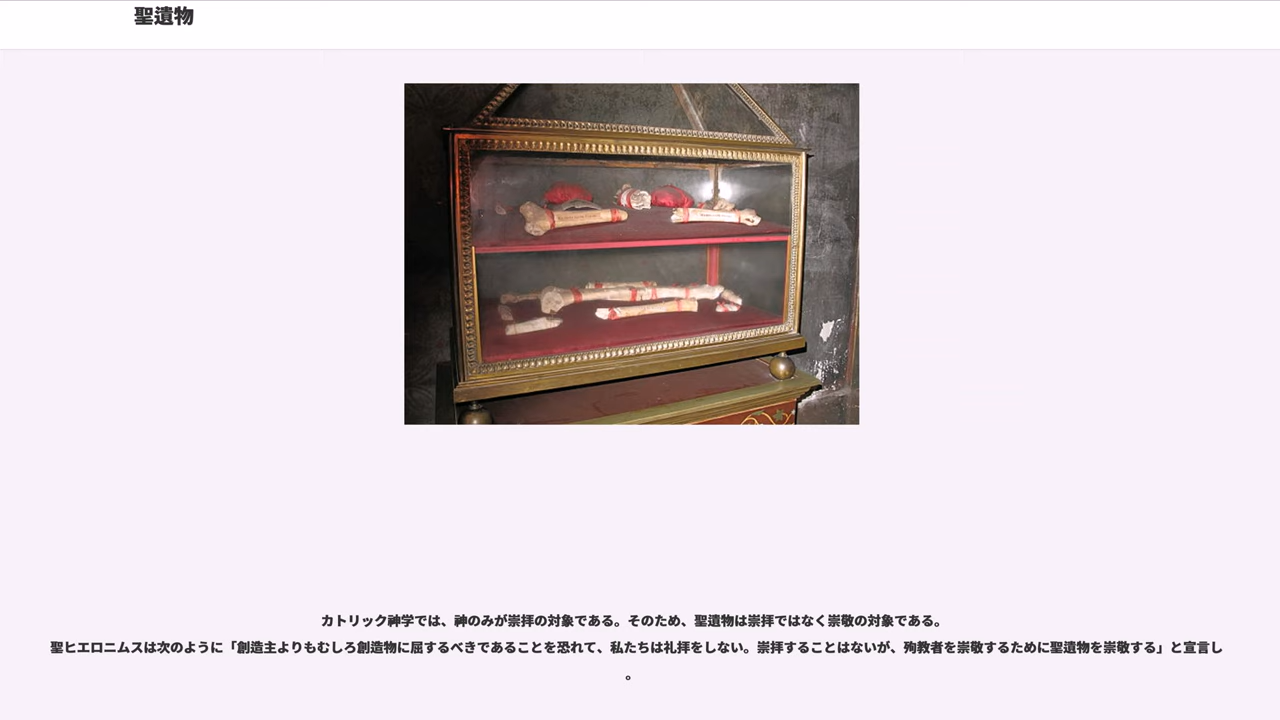 聖遺物
カトリック神学では、神のみが崇拝の対象である。そのため、聖遺物は崇拝ではなく崇敬の対象である。
聖ヒエロニムスは次のように「創造主よりもむしろ創造物に屈するべきであることを恐れて、私たちは礼拝をしない。崇拝することはないが、殉教者を崇敬するために聖遺物を崇敬する」と宣言し
。